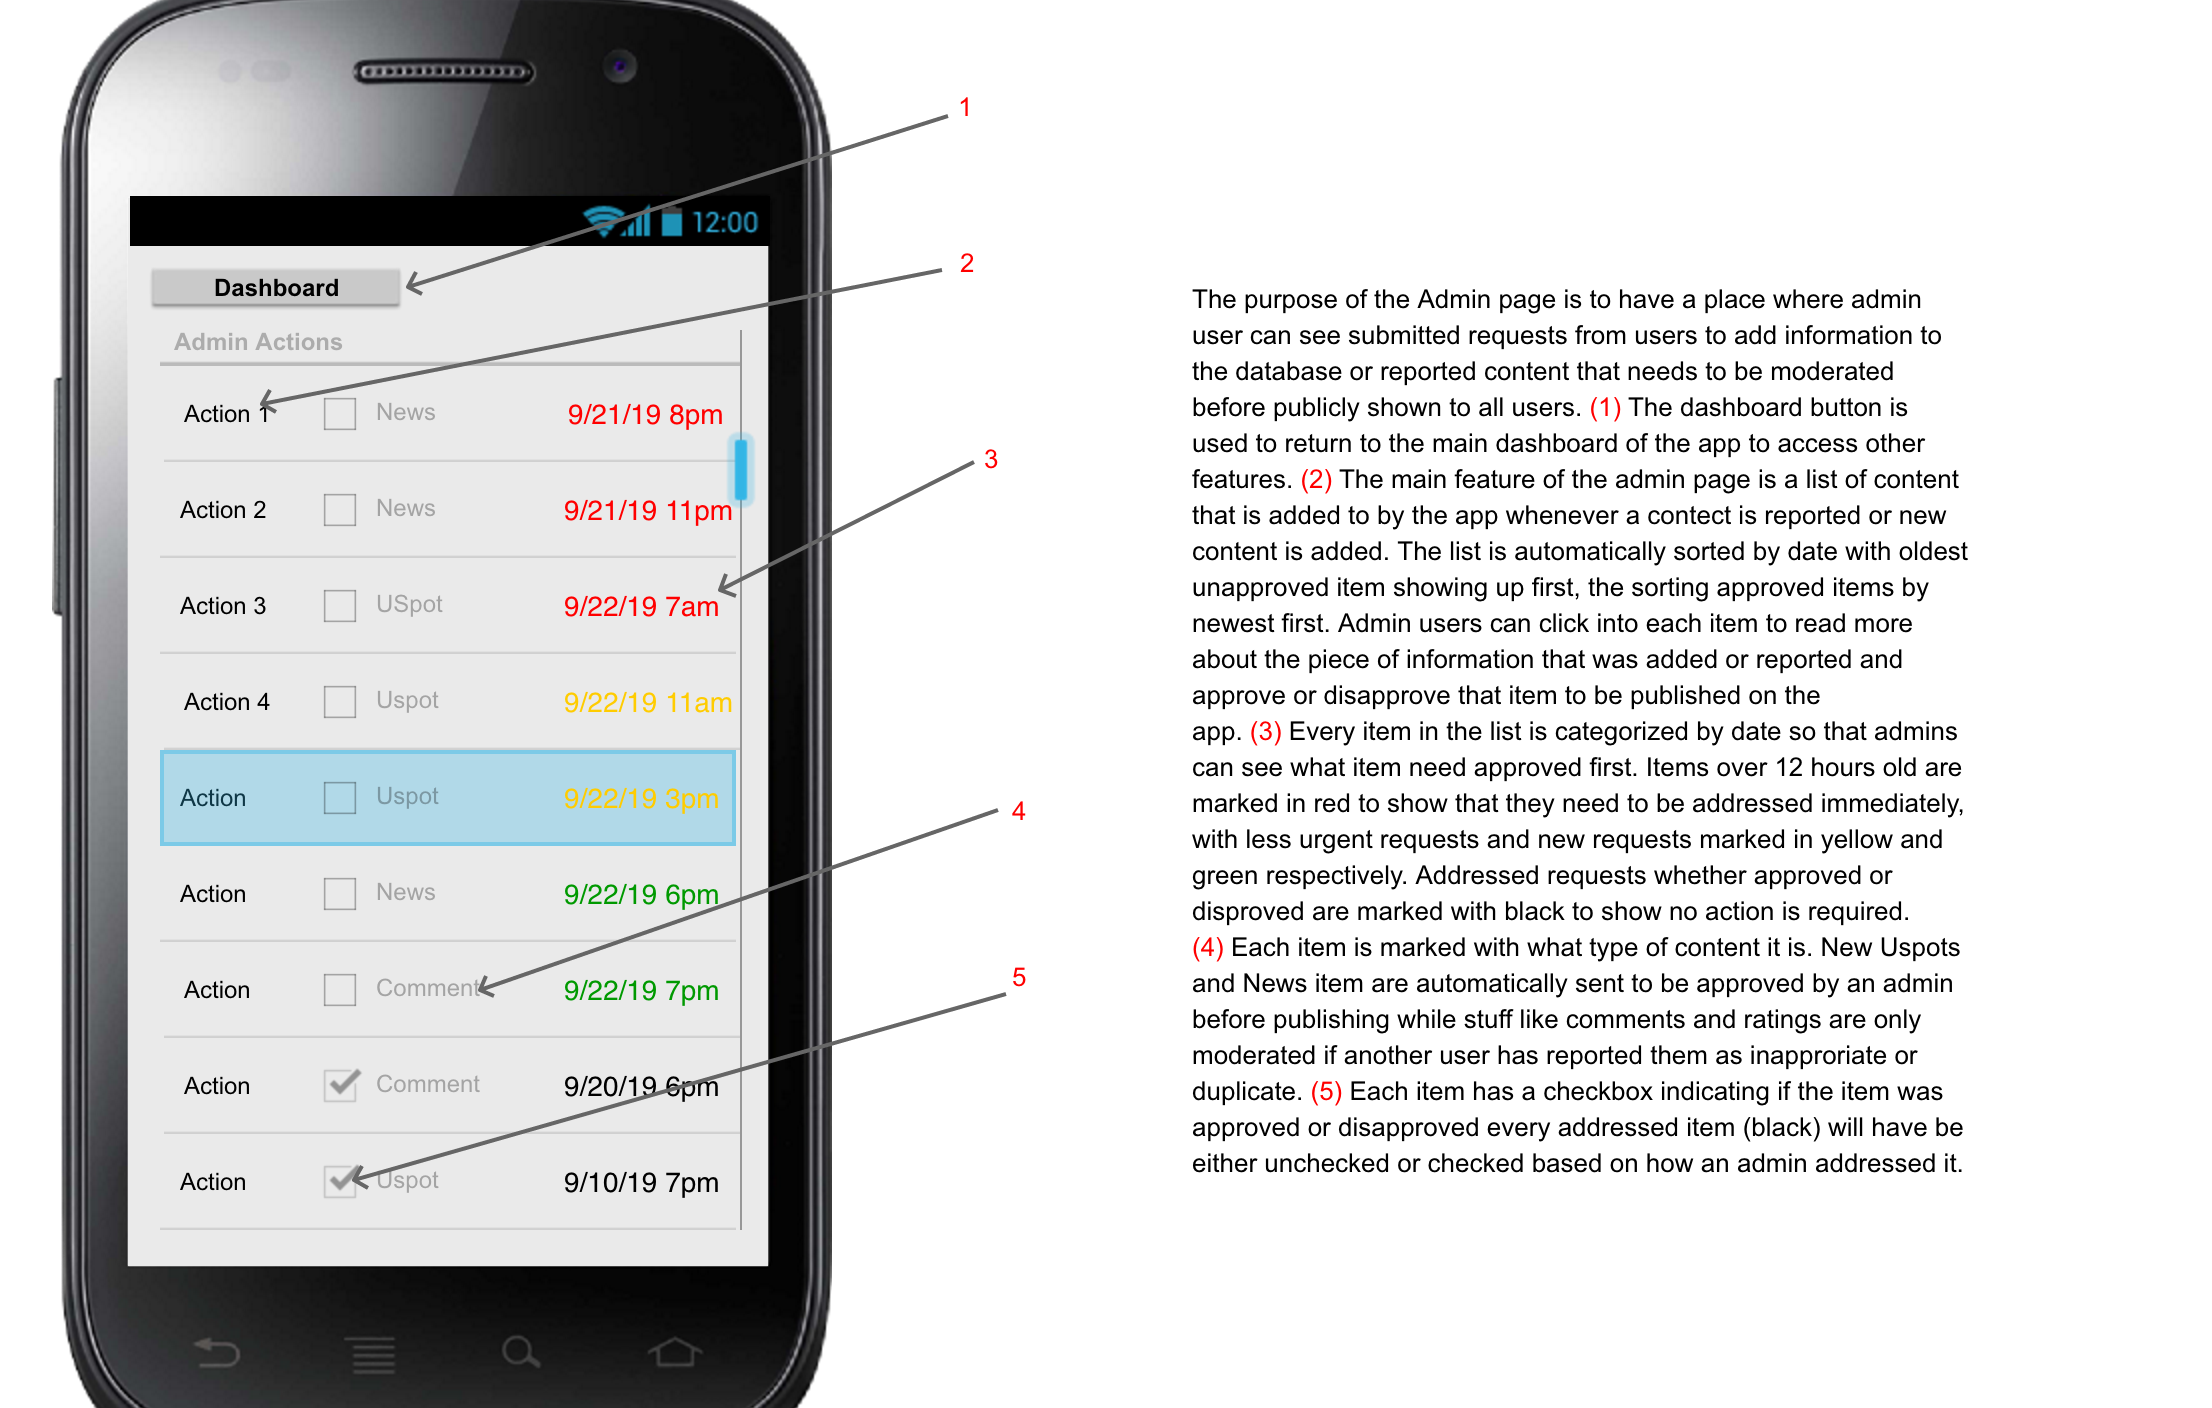 12:00
Dashboard
Admin Actions
Action 1 News 9/21/19 8pm
Action 2 News 9/21/19 11pm
Action 3 USpot 9/22/19 7am
Action 4 Uspot 9/22/19 11am
Action Uspot 9/22/19 3pm
Action News 9/22/19 6pm
Action Comment 9/22/19 7pm
Action Comment 9/20/19 6pm
Action Uspot 9/10/19 7pm
1
2
3
4
5
The purpose of the Admin page is to have a place where admin
user can see submitted requests from users to add information to
the database or reported content that needs to be moderated
before publicly shown to all users. (1) The dashboard button is
used to return to the main dashboard of the app to access other
features. (2) The main feature of the admin page is a list of content
that is added to by the app whenever a contect is reported or new
content is added. The list is automatically sorted by date with oldest
unapproved item showing up first, the sorting approved items by
newest first. Admin users can click into each item to read more
about the piece of information that was added or reported and
approve or disapprove that item to be published on the
app. (3) Every item in the list is categorized by date so that admins
can see what item need approved first. Items over 12 hours old are
marked in red to show that they need to be addressed immediately,
with less urgent requests and new requests marked in yellow and
green respectively. Addressed requests whether approved or
disproved are marked with black to show no action is required.
(4) Each item is marked with what type of content it is. New Uspots
and News item are automatically sent to be approved by an admin
before publishing while stuff like comments and ratings are only
moderated if another user has reported them as inapproriate or
duplicate. (5) Each item has a checkbox indicating if the item was
approved or disapproved every addressed item (black) will have be
either unchecked or checked based on how an admin addressed it.